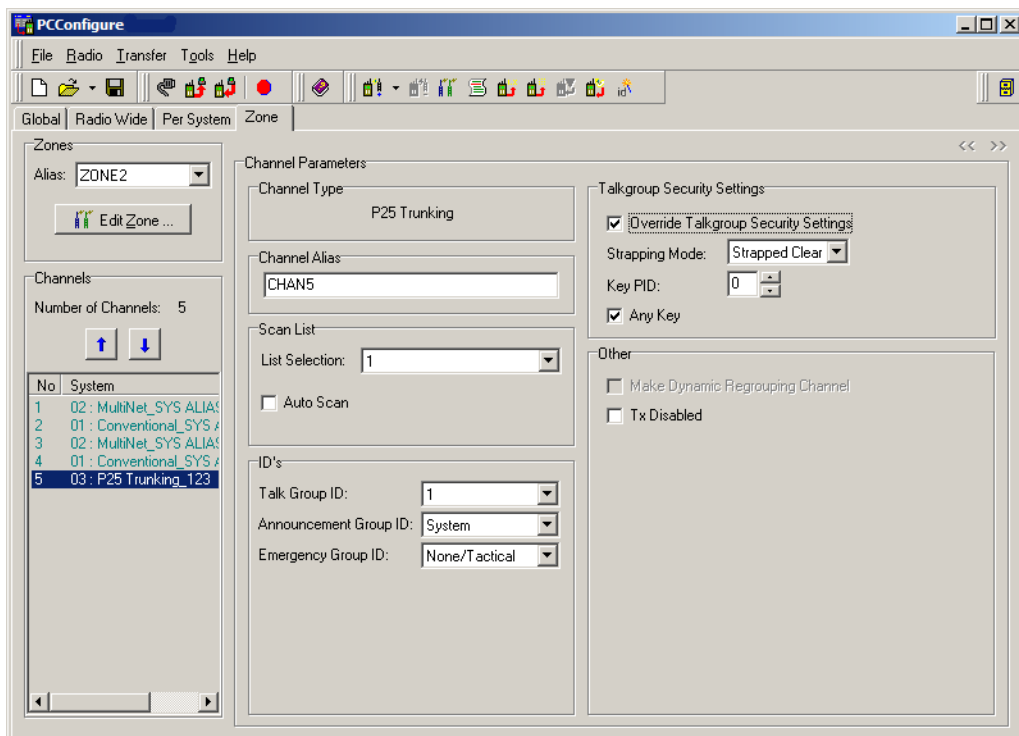 PCConfigure
File Radio Transfer Tools Help
id
Global Radio Wide Per System Zone
Zones
Alias: ZONE2
Edit Zone ...
Channels
Number of Channels: 5
No System
1 02 : MultiNet_SYS ALIAS
2 01 : Conventional_SYS A
3 02 : MultiNet_SYS ALIAS
4 01 : Conventional_SYS A
5 03 : P25 Trunking_123
<< >>
Channel Parameters
Channel Type
P25 Trunking
Channel Alias
CHAN5
Scan List
List Selection: 1
Auto Scan
ID's
Talk Group ID: 1
Announcement Group ID: System
Emergency Group ID: None/Tactical
Talkgroup Security Settings
Override Talkgroup Security Settings
Strapping Mode: Strapped Clear
Key PID: 0
Any Key
Other
Make Dynamic Regrouping Channel
Tx Disabled